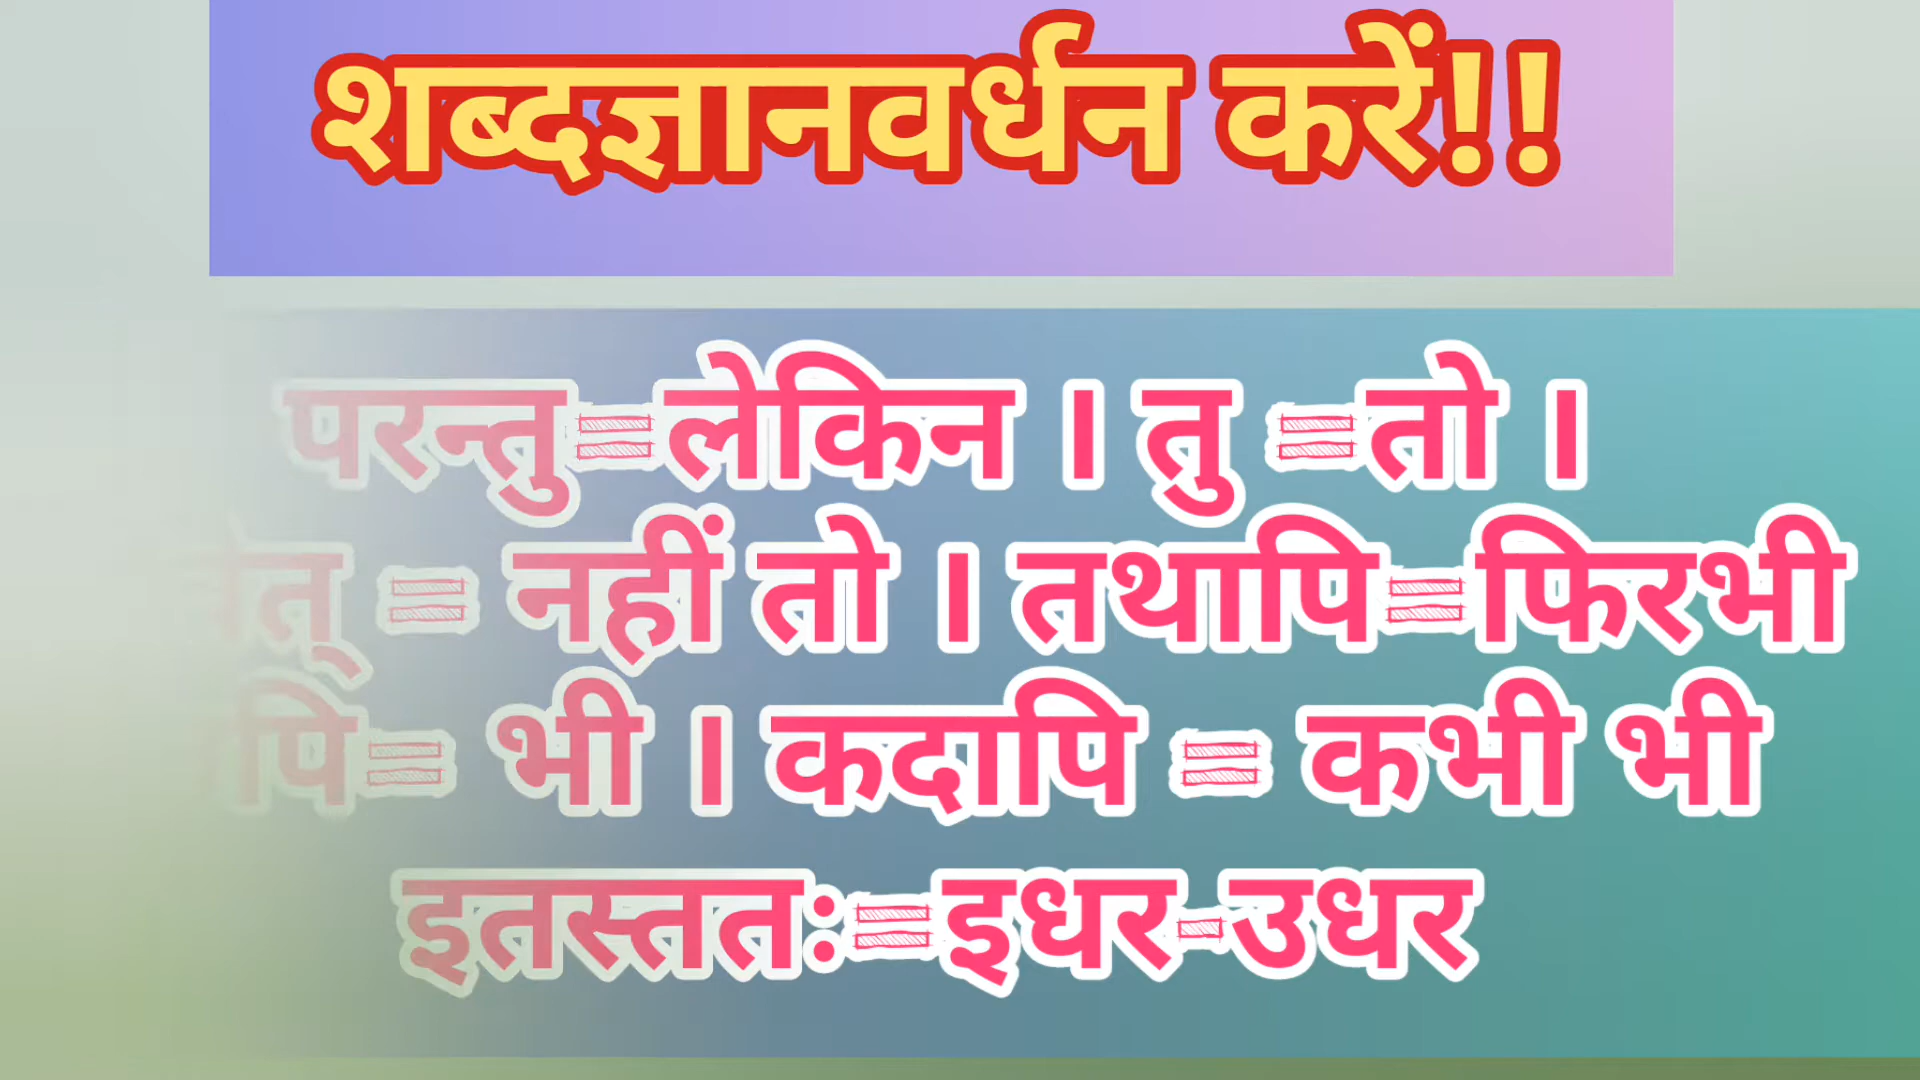 शब्दज्ञानवर्धन करें!!
परन्तु=लेकिन । तु =तो ।
= नहीं तो । तथापि=फिरभी
= भी । कदापि = कभी भी
इतस्ततः=इधर-उधर